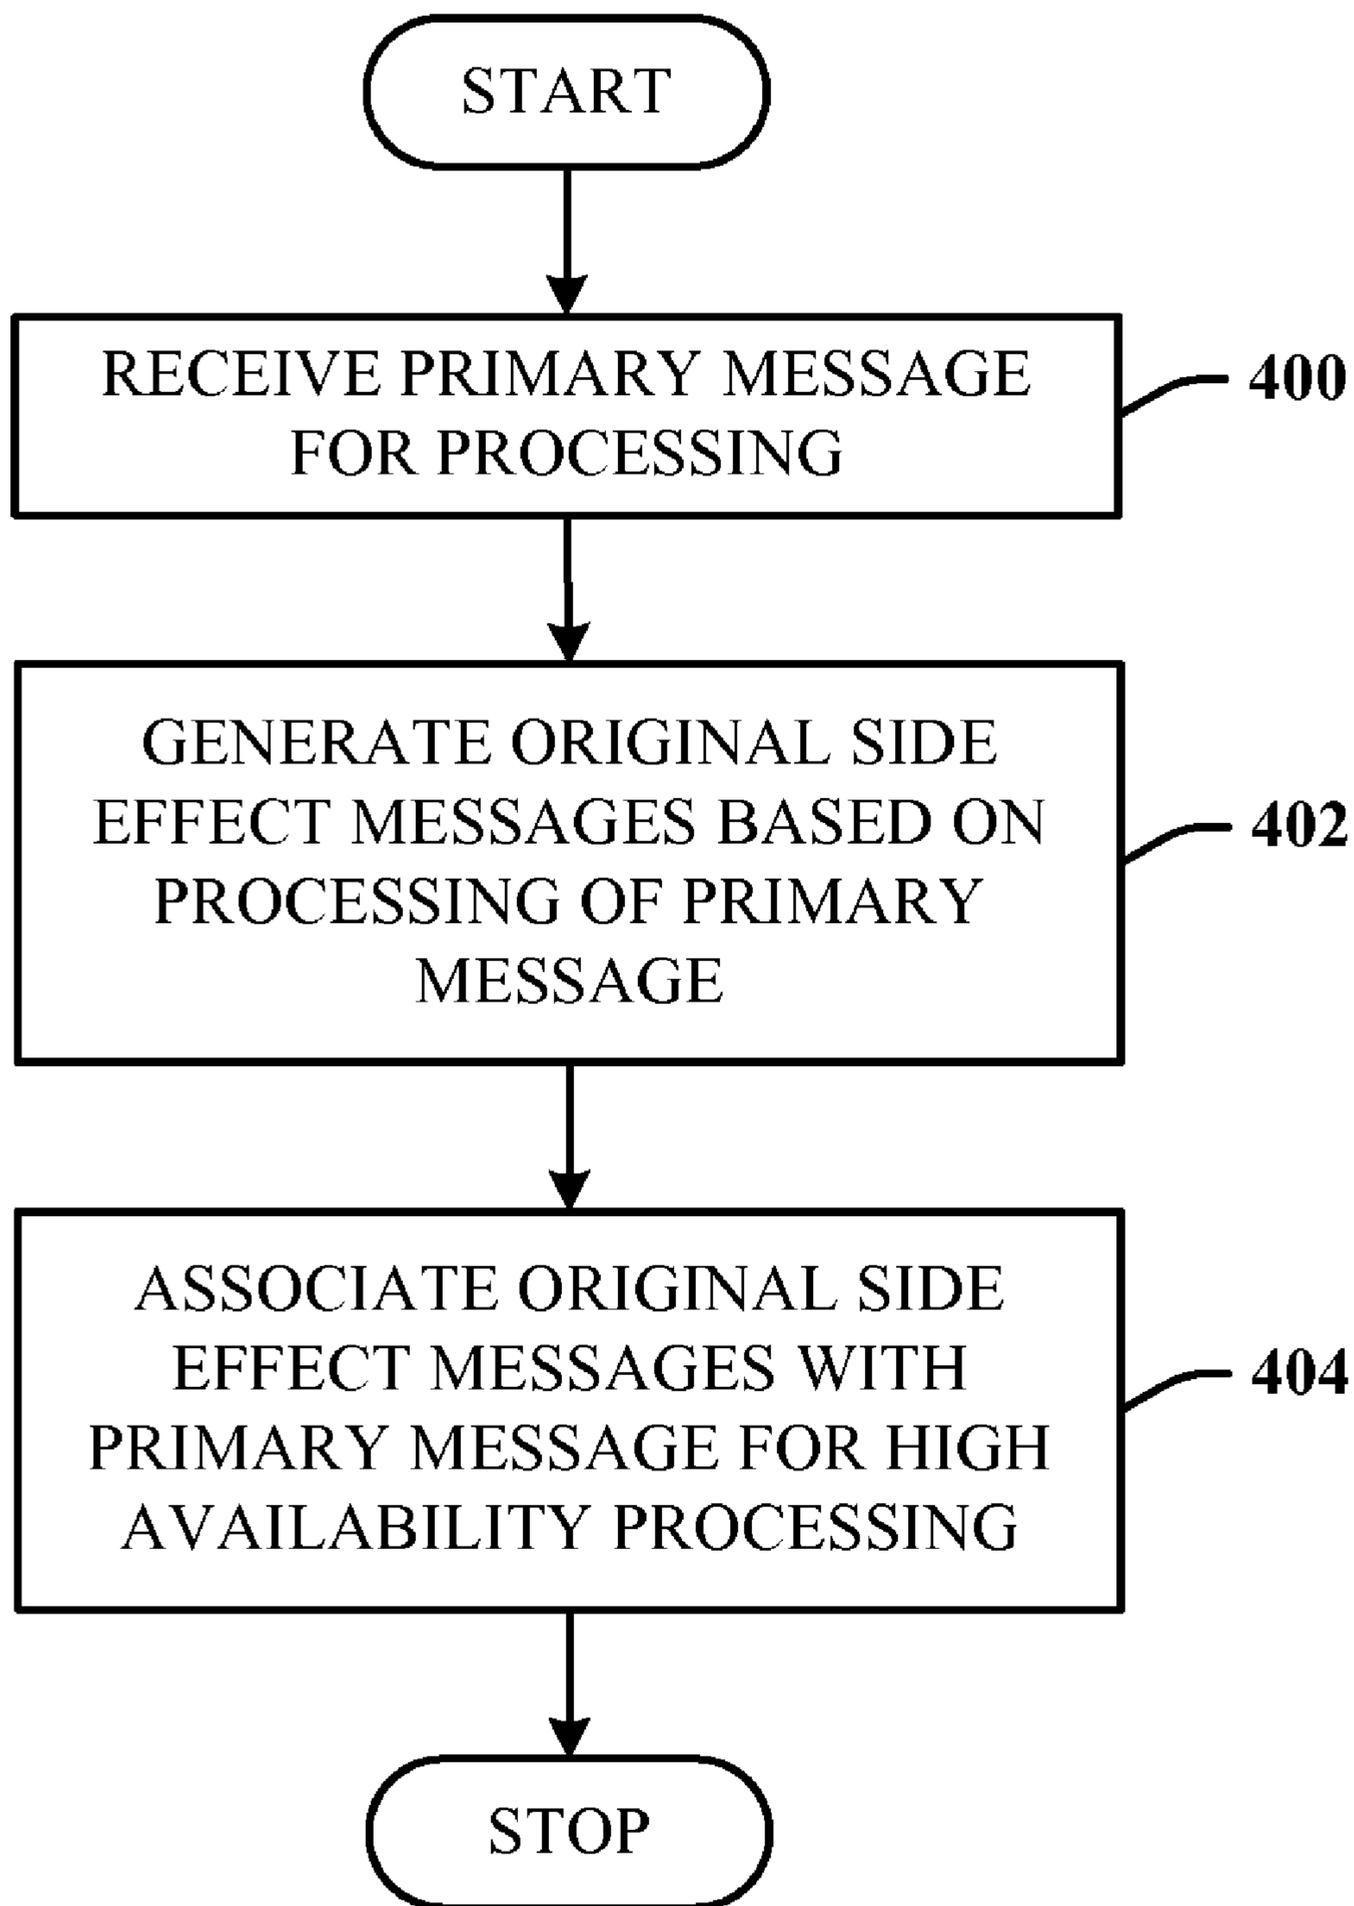 START
RECEIVE PRIMARY MESSAGE
FOR PROCESSING
400
GENERATE ORIGINAL SIDE
EFFECT MESSAGES BASED ON
PROCESSING OF PRIMARY
MESSAGE
402
ASSOCIATE ORIGINAL SIDE
EFFECT MESSAGES WITH
PRIMARY MESSAGE FOR HIGH
AVAILABILITY PROCESSING
404
STOP